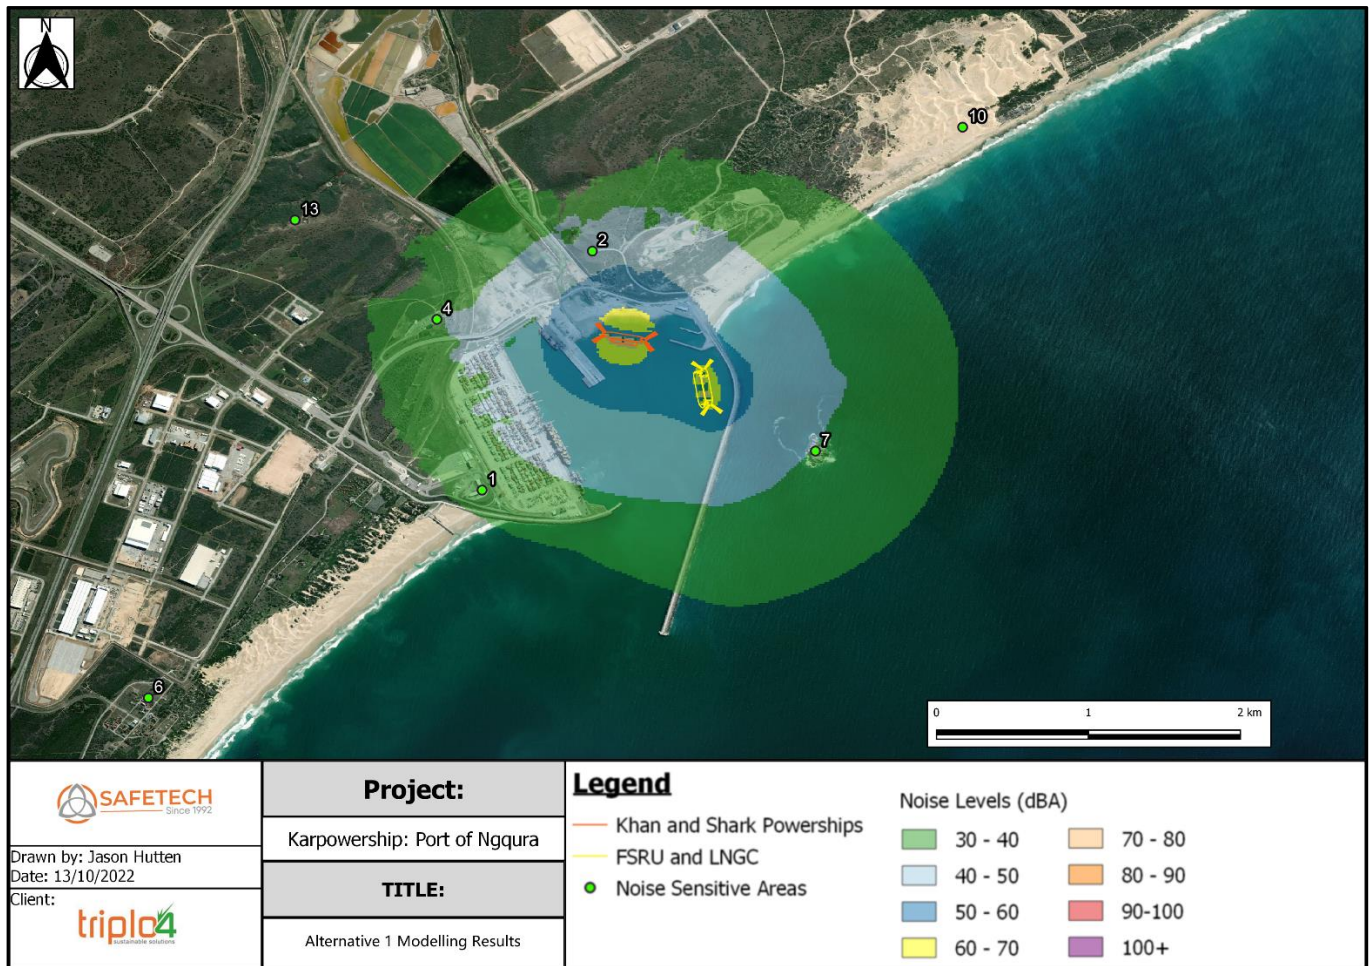 N
10
13
2
4
7
1
6
0 1 2 km
SAFETECH
Since 1992
Drawn by: Jason Hutten
Date: 13/10/2022
Client:
triplo4
sustainable solutions
Project:
Karpowership: Port of Ngqura
TITLE:
Alternative 1 Modelling Results
Legend
Khan and Shark Powerships
FSRU and LNGC
Noise Sensitive Areas
Noise Levels (dBA)
30 - 40
40 - 50
50 - 60
60 - 70
70 - 80
80 - 90
90-100
100+